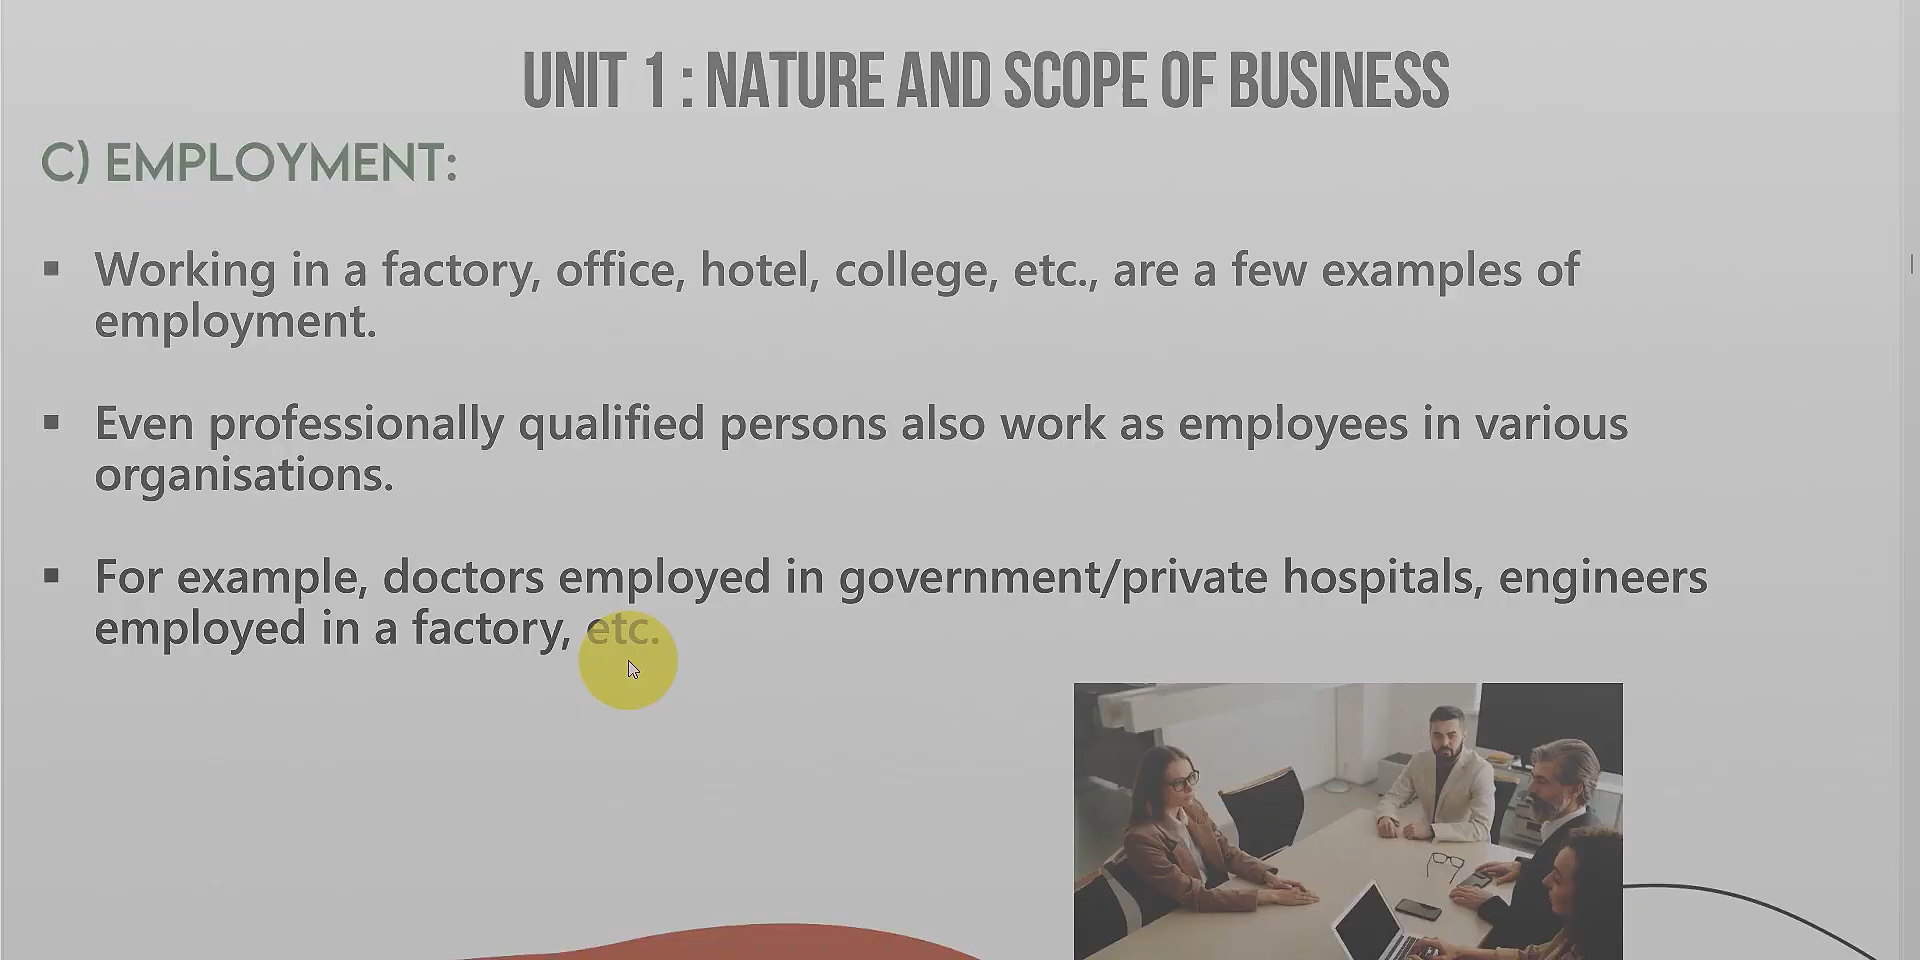 UNIT 1 : NATURE AND SCOPE OF BUSINESS
C) EMPLOYMENT:
▪ Working in a factory, office, hotel, college, etc., are a few examples of
employment.
▪ Even professionally qualified persons also work as employees in various
organisations.
▪ For example, doctors employed in government/private hospitals, engineers
employed in a factory, etc.